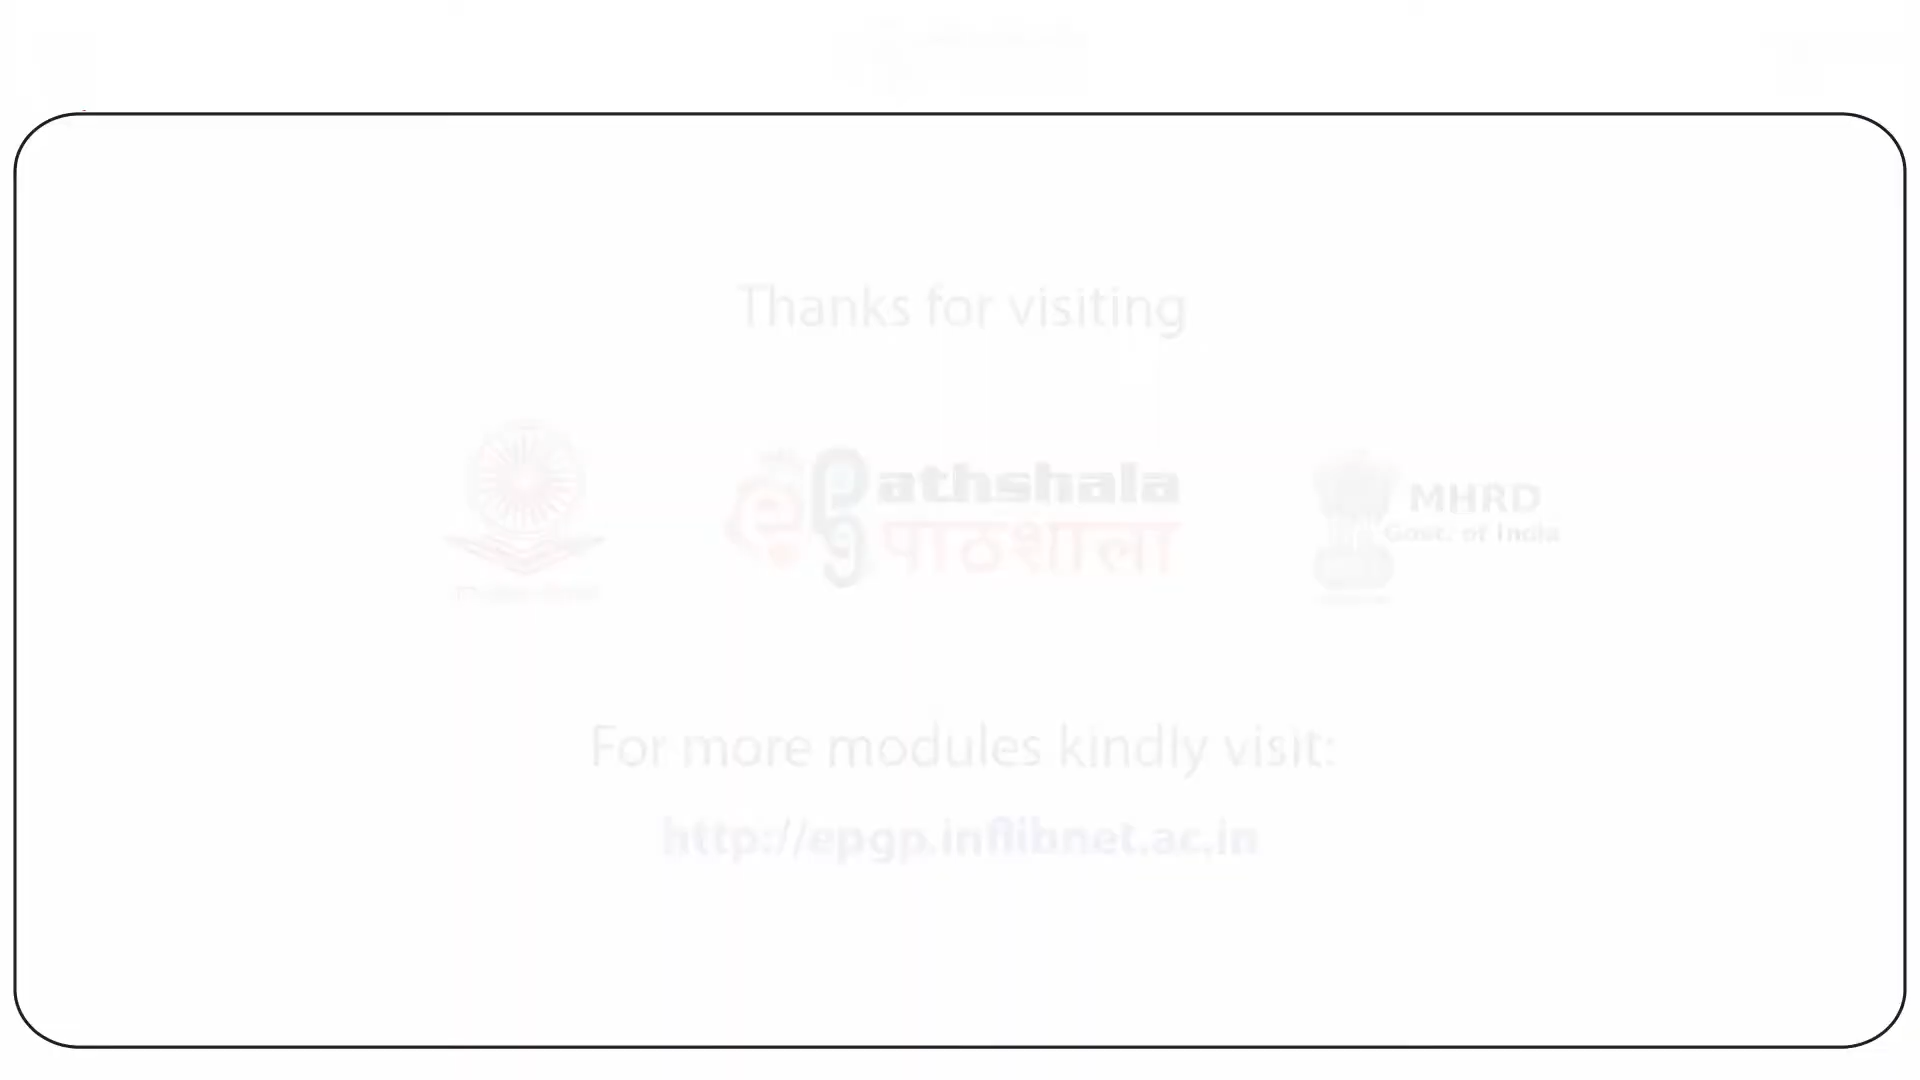 Thanks for visiting
athshala
पाठशाला
MHRD
Govt. of India
For more modules kindly visit:
http://epgp.inflibnet.ac.in